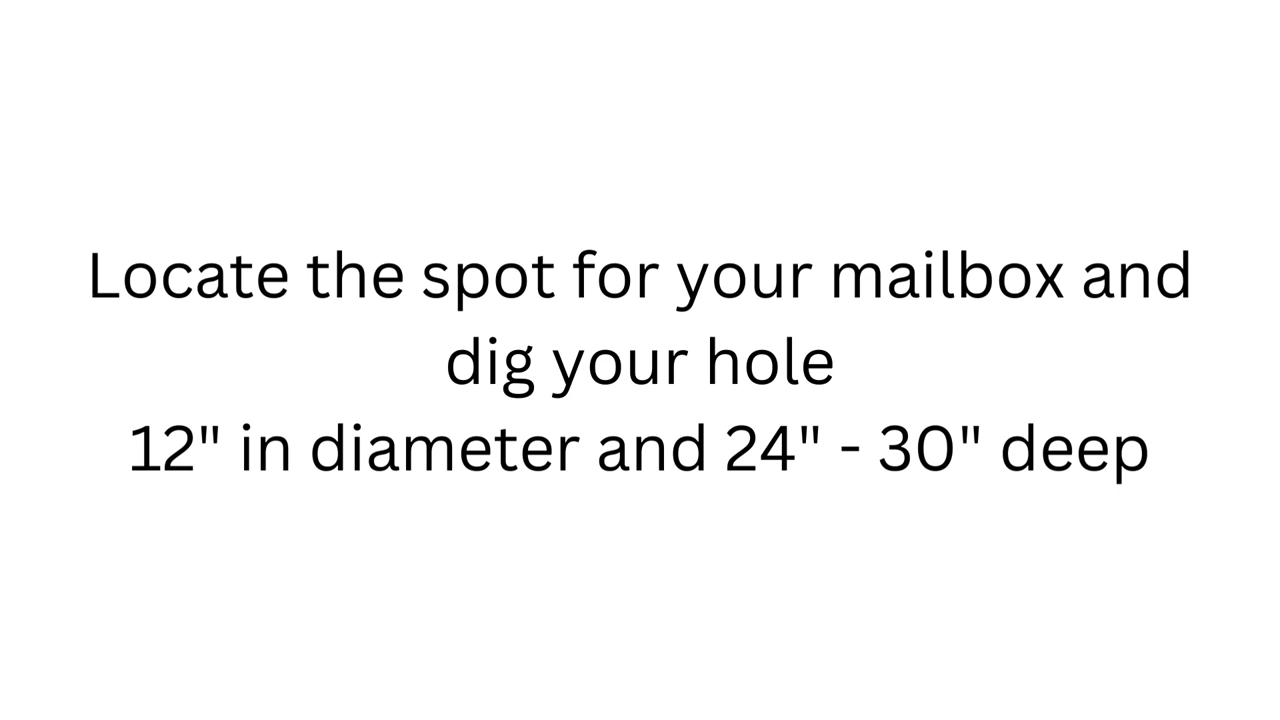 Locate the spot for your mailbox and
dig your hole
12" in diameter and 24" - 30" deep